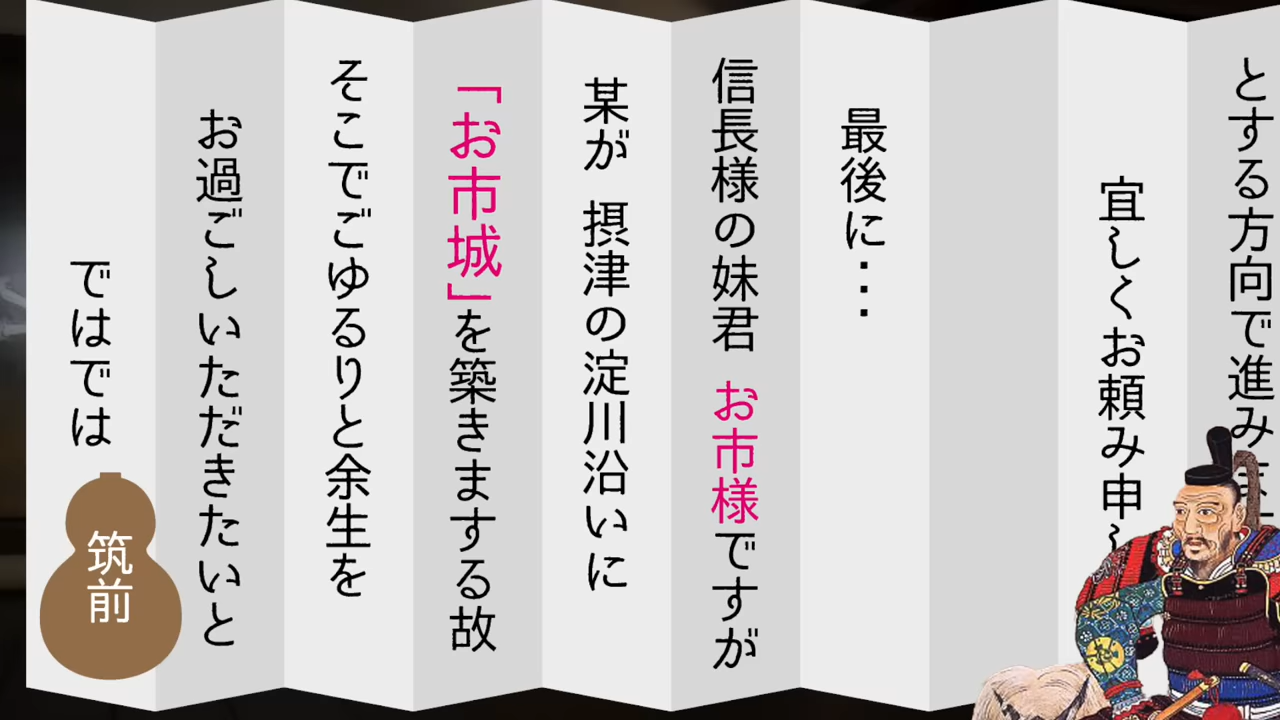 とする方向で進み
宜しくお頼み申
最後に…
信長様の妹君 お市様ですが
某が 摂津の淀川沿いに
「お市城」を築きまする故
そこでごゆるりと余生を
お過ごしいただきたいと
ではでは
筑前